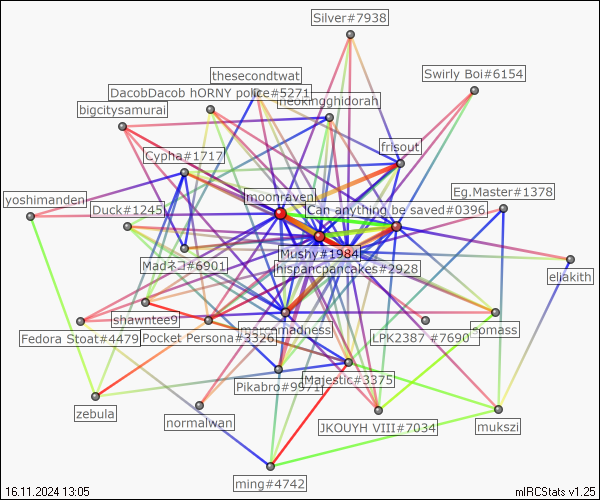 Silver#7938
thesecondtwat
Swirly Boi#6154
DacobDacob hORNY police#5271
neokingghidorah
bigcitysamurai
frisout
Cypha#1717
yoshimanden
moonraven
Eg.Master#1378
Duck#1245
Can anything be saved#0396
Mushy#1984
Madネコ#6901
hispancpancakes#2928
eliakith
shawntee9
marcomadness
somass
Fedora Stoat#4479
Pocket Persona#3326
LPK2387 #7690
Pikabro#9971
Majestic#3375
zebula
normalwan
JKOUYH VIII#7034
mukszi
ming#4742
16.11.2024 13:05
mIRCStats v1.25